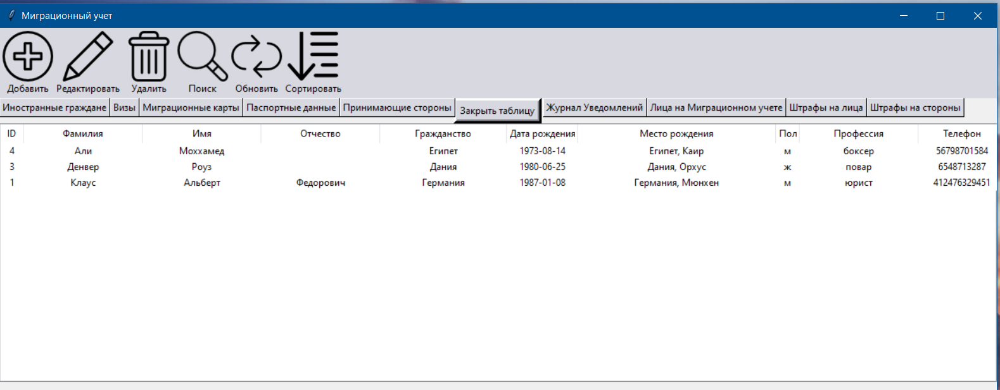 Миграционный учет
Добавить Редактировать Удалить Поиск Обновить Сортировать
Иностранные граждане Визы Миграционные карты Паспортные данные Принимающие стороны Закрыть таблицу Журнал Уведомлений Лица на Миграционном учете Штрафы на лица Штрафы на стороны
ID Фамилия Имя Отчество Гражданство Дата рождения Место рождения Пол Профессия Телефон
4 Али Моххамед Египет 1973-08-14 Египет, Каир м боксер 56798701584
3 Денвер Роуз Дания 1980-06-25 Дания, Орхус ж повар 6548713287
1 Клаус Альберт Федорович Германия 1987-01-08 Германия, Мюнхен м юрист 412476329451